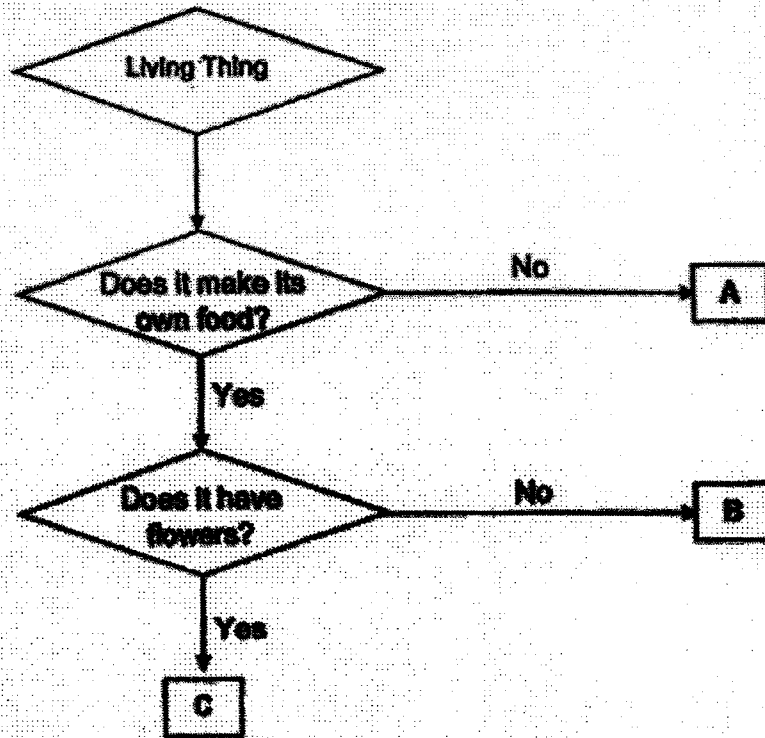 Living Thing
Does it make its
own food?
No
A
Yes
Does it have
flowers?
No
B
Yes
C